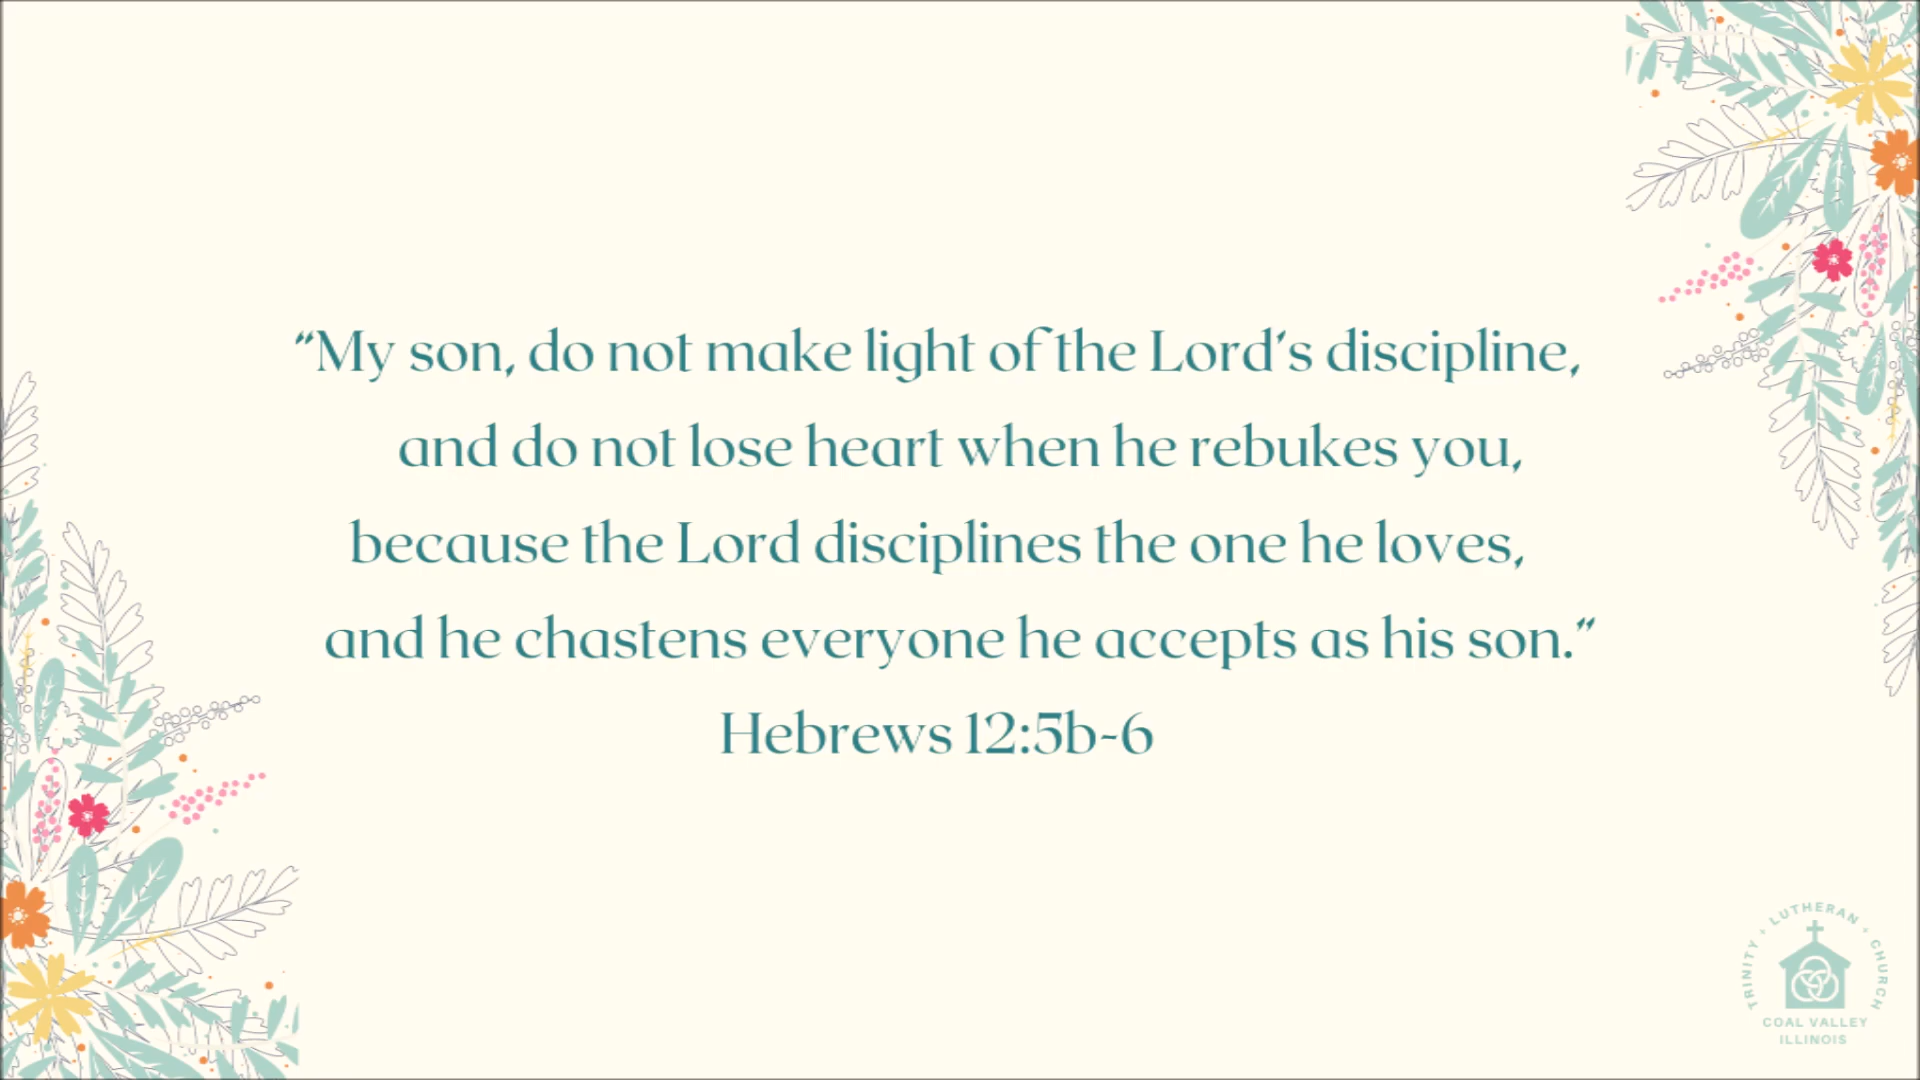 “My son, do not make light of the Lord’s discipline,
and do not lose heart when he rebukes you,
because the Lord disciplines the one he loves,
and he chastens everyone he accepts as his son.”
Hebrews 12:5b-6
TRINITY LUTHERAN CHURCH
COAL VALLEY
ILLINOIS